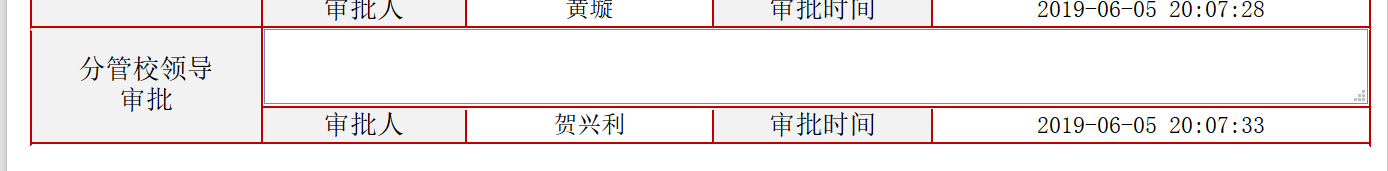 审批人 黄璇 审批时间 2019-06-05 20:07:28
分管校领导
审批
审批人 贺兴利 审批时间 2019-06-05 20:07:33